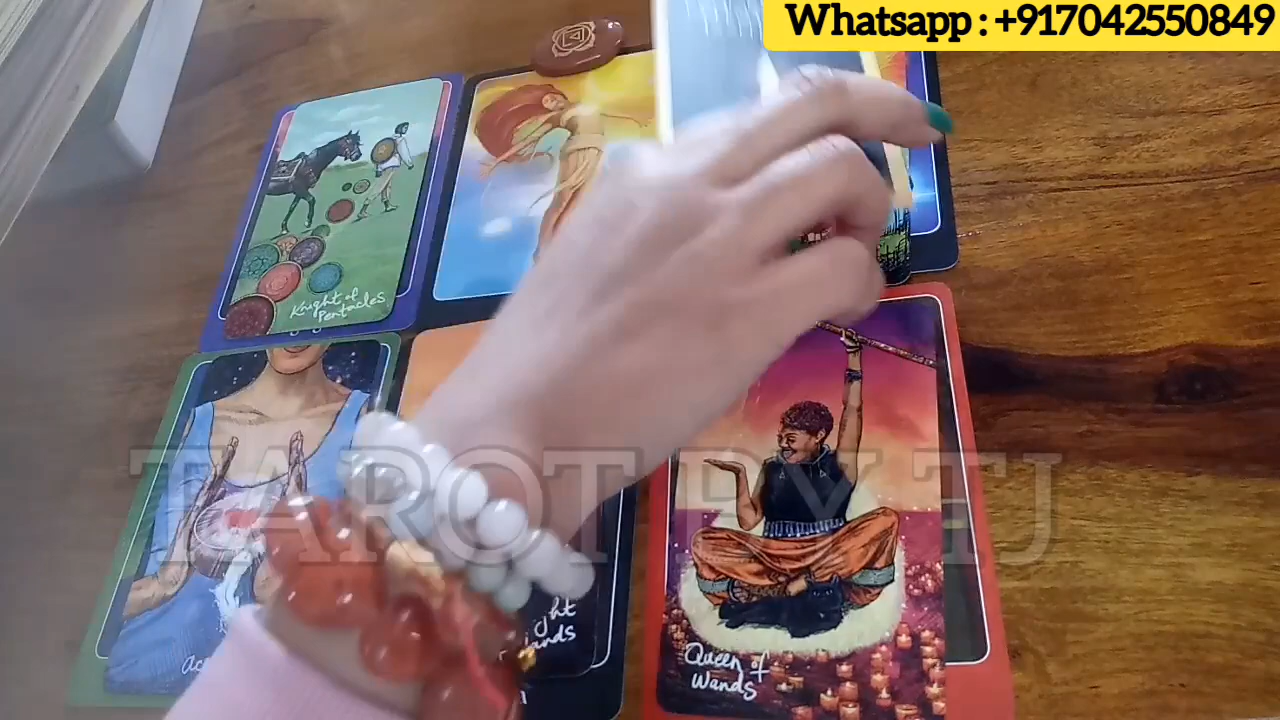 Whatsapp : +917042550849
Knight of
Pentacles
TAROT BY TJ
Queen of
Wands